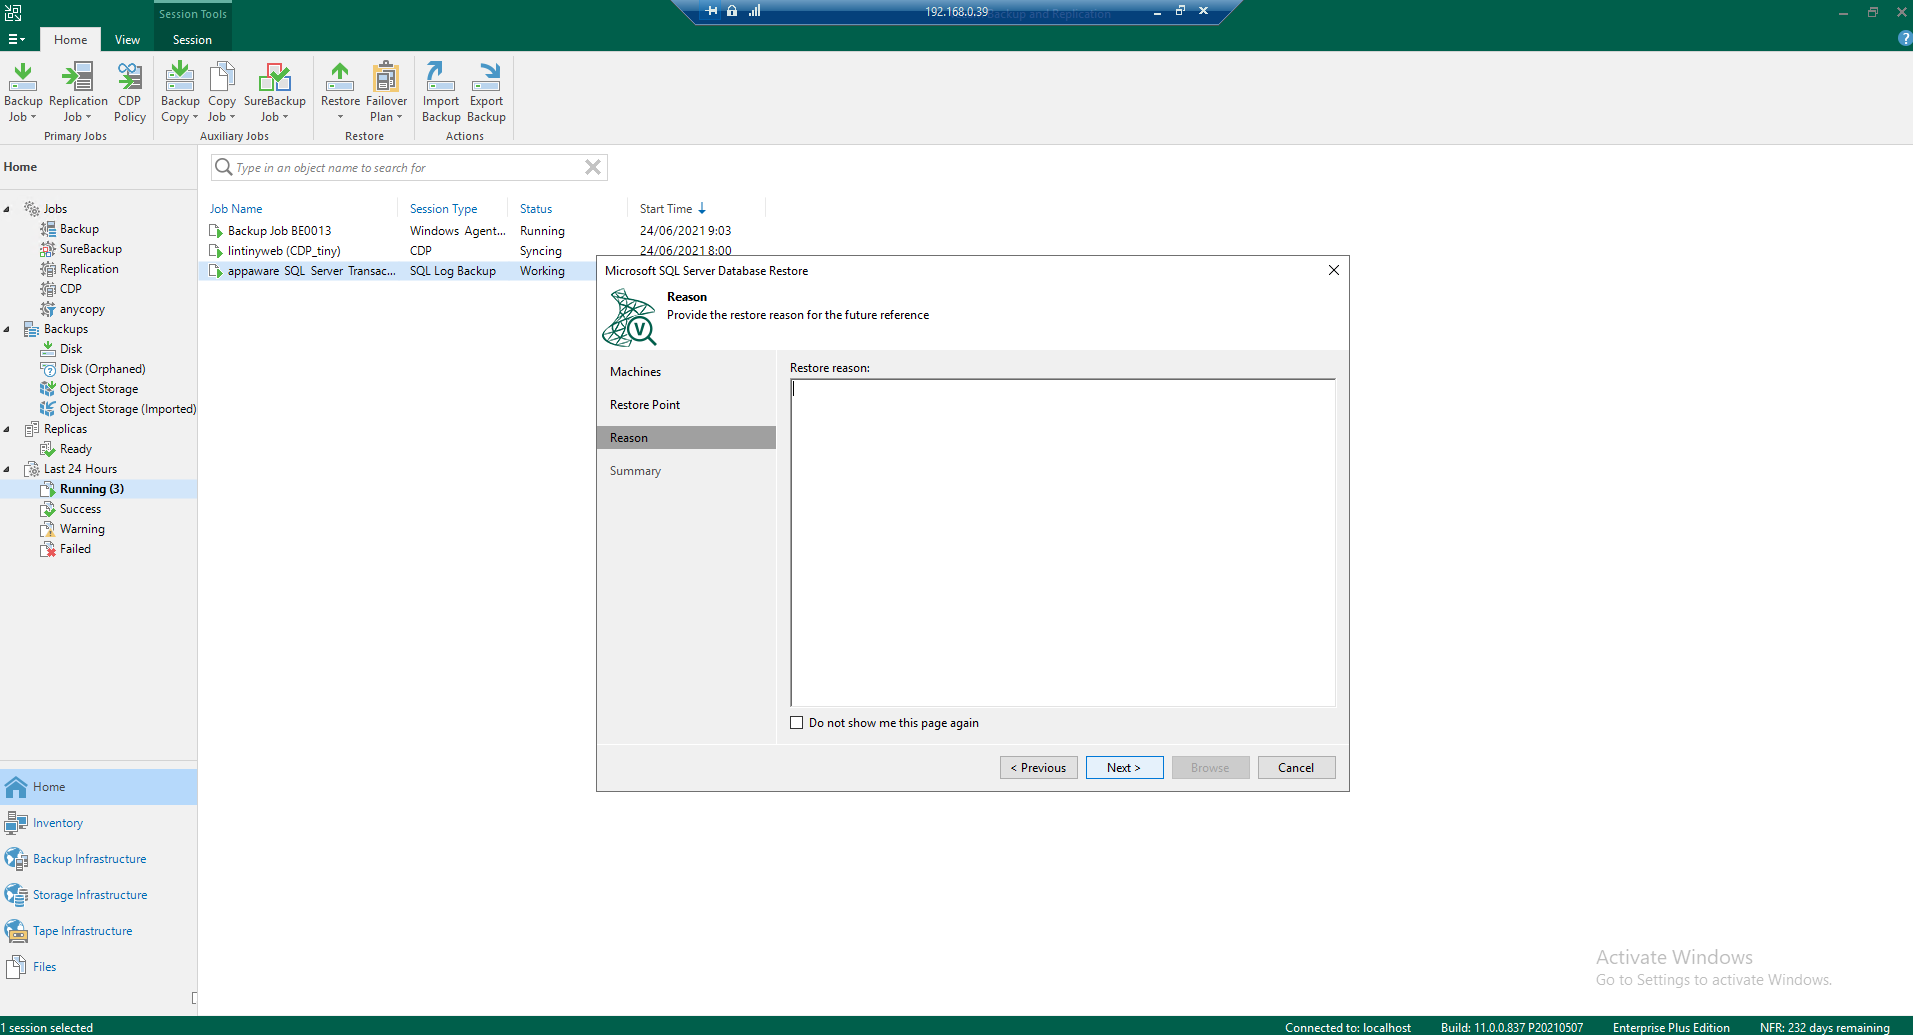 Session Tools
192.168.0.39
Backup and Replication
Home
View
Session
Backup Job
Replication Job
CDP Policy
Backup Copy
Copy Job
SureBackup Job
Restore
Failover Plan
Import Backup
Export Backup
Primary Jobs
Auxiliary Jobs
Restore
Actions
Home
Type in an object name to search for
Jobs
Backup
SureBackup
Replication
CDP
anycopy
Backups
Disk
Disk (Orphaned)
Object Storage
Object Storage (Imported)
Replicas
Ready
Last 24 Hours
Running (3)
Success
Warning
Failed
Job Name Session Type Status Start Time
Backup Job BE0013 Windows Agent... Running 24/06/2021 9:03
lintinyweb (CDP_tiny) CDP Syncing 24/06/2021 8:00
appaware SQL Server Transac... SQL Log Backup Working
Microsoft SQL Server Database Restore
Reason
Provide the restore reason for the future reference
Machines
Restore Point
Reason
Summary
Restore reason:
Do not show me this page again
< Previous
Next >
Browse
Cancel
Home
Inventory
Backup Infrastructure
Storage Infrastructure
Tape Infrastructure
Files
Activate Windows
Go to Settings to activate Windows.
1 session selected
Connected to: localhost
Build: 11.0.0.837 P20210507
Enterprise Plus Edition
NFR: 232 days remaining